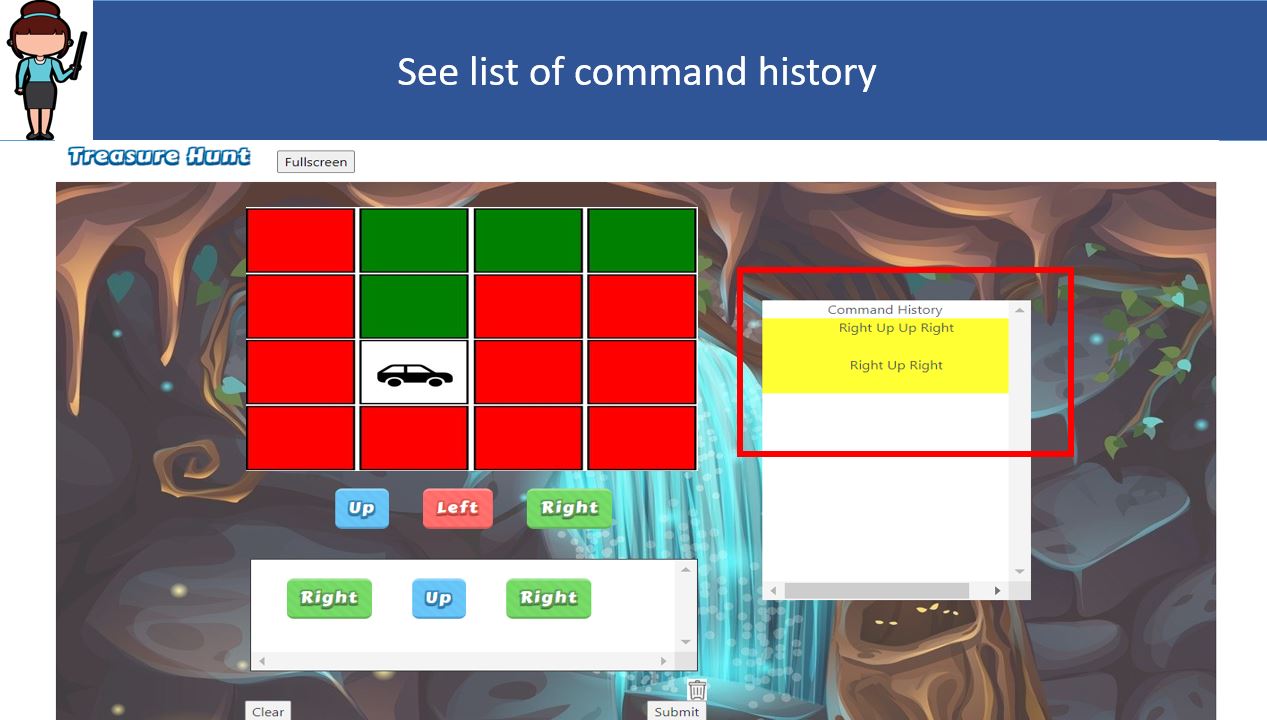 See list of command history
Treasure Hunt
Fullscreen
Command History
Right Up Up Right
Right Up Right
Up Left Right
Right Up Right
Clear
Submit